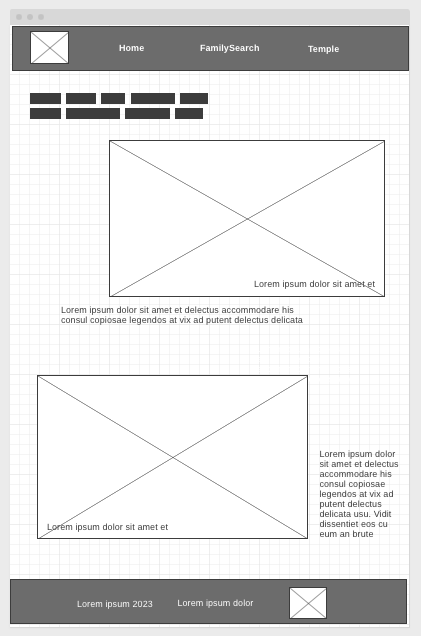 Home FamilySearch Temple
Lorem ipsum dolor sit amet et
Lorem ipsum dolor sit amet et delectus accommodare his
consul copiosae legendos at vix ad putent delectus delicata
Lorem ipsum dolor
sit amet et delectus
accommodare his
consul copiosae
legendos at vix ad
putent delectus
delicata usu. Vidit
dissentiet eos cu
eum an brute
Lorem ipsum dolor sit amet et
Lorem ipsum 2023 Lorem ipsum dolor